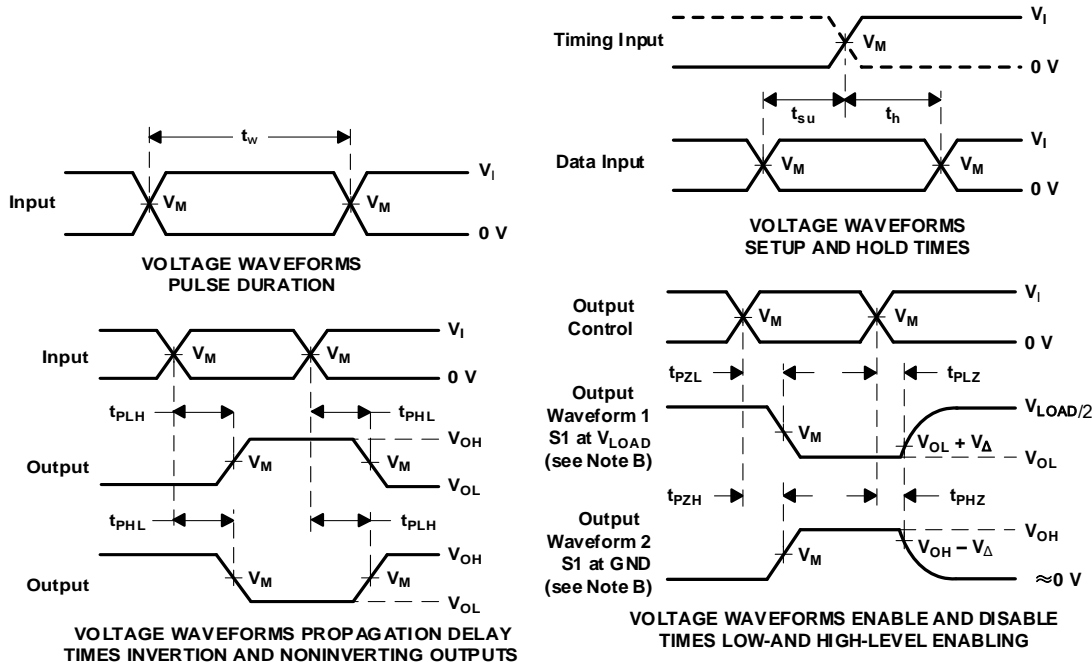 t_w
V_I
Input
V_M
V_M
0 V
VOLTAGE WAVEFORMS
PULSE DURATION
Timing Input
V_I
V_M
0 V
t_su
t_h
Data Input
V_I
V_M
V_M
0 V
VOLTAGE WAVEFORMS
SETUP AND HOLD TIMES
Input
V_I
V_M
V_M
0 V
t_PLH
t_PHL
Output
V_OH
V_M
V_M
V_OL
t_PHL
t_PLH
Output
V_OH
V_M
V_M
V_OL
VOLTAGE WAVEFORMS PROPAGATION DELAY
TIMES INVERTION AND NONINVERTING OUTPUTS
Output
Control
V_I
V_M
V_M
0 V
t_PZL
t_PLZ
Output
Waveform 1
S1 at V_LOAD
(see Note B)
V_LOAD/2
V_M
V_OL + V_Δ
V_OL
t_PZH
t_PHZ
Output
Waveform 2
S1 at GND
(see Note B)
V_OH
V_M
V_OH − V_Δ
≈0 V
VOLTAGE WAVEFORMS ENABLE AND DISABLE
TIMES LOW-AND HIGH-LEVEL ENABLING